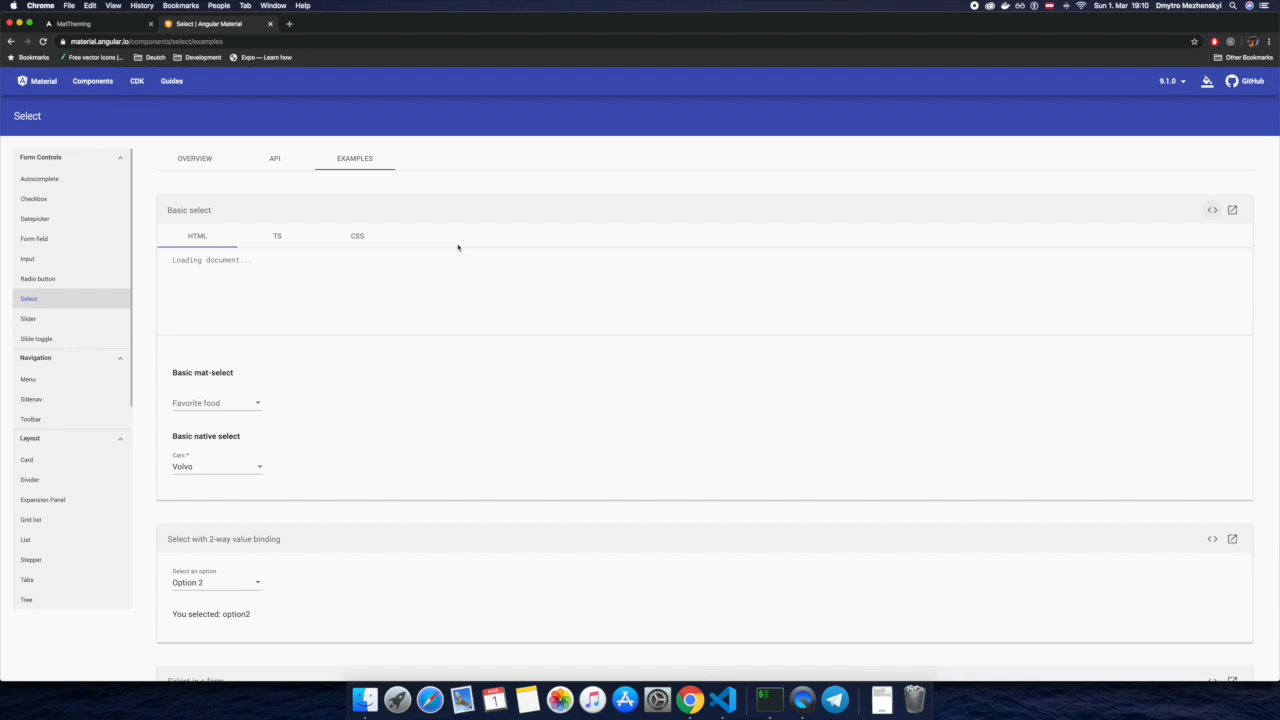 Chrome File Edit View History Bookmarks People Tab Window Help Sun 1. Mar 19:10 Dmytro Mezhenskyi
MatTheming Select | Angular Material
material.angular.io/components/select/examples
Bookmarks Free vector icons |... Deutch Development Expo — Learn how Other Bookmarks
Material Components CDK Guides 9.1.0 GitHub
Select
Form Controls
Autocomplete
Checkbox
Datepicker
Form field
Input
Radio button
Select
Slider
Slide toggle
Navigation
Menu
Sidenav
Toolbar
Layout
Card
Divider
Expansion Panel
Grid list
List
Stepper
Tabs
Tree
OVERVIEW API EXAMPLES
Basic select
HTML TS CSS
Loading document...
Basic mat-select
Favorite food
Basic native select
Cars *
Volvo
Select with 2-way value binding
Select an option
Option 2
You selected: option2
Select in a form